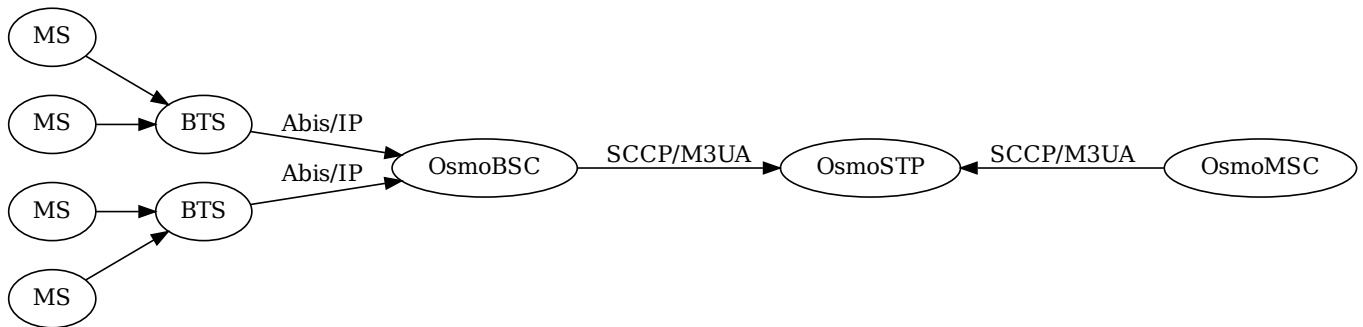 MS
MS
BTS
Abis/IP
SCCP/M3UA
SCCP/M3UA
OsmoBSC
OsmoSTP
OsmoMSC
Abis/IP
MS
BTS
MS